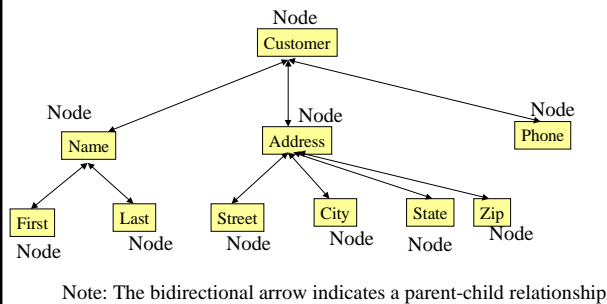 Node
Customer
Node
Name
Node
Address
Node
Phone
First
Node
Last
Node
Street
Node
City
Node
State
Node
Zip
Node
Note: The bidirectional arrow indicates a parent-child relationship